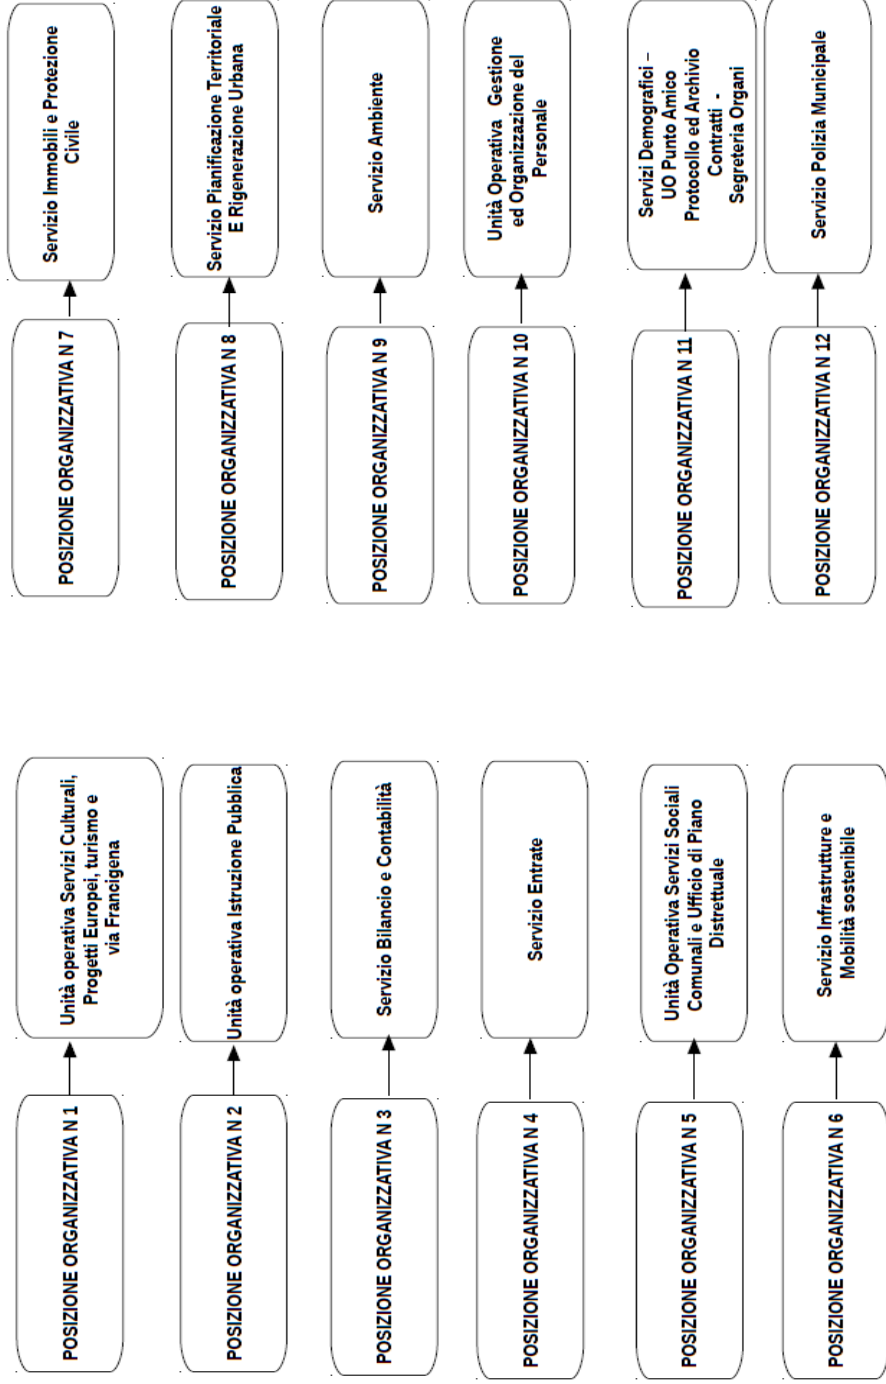 POSIZIONE ORGANIZZATIVA N 1
Unità operativa Servizi Culturali,
Progetti Europei, turismo e
via Francigena
POSIZIONE ORGANIZZATIVA N 2
Unità operativa Istruzione Pubblica
POSIZIONE ORGANIZZATIVA N 3
Servizio Bilancio e Contabilità
POSIZIONE ORGANIZZATIVA N 4
Servizio Entrate
POSIZIONE ORGANIZZATIVA N 5
Unità Operativa Servizi Sociali
Comunali e Ufficio di Piano
Distrettuale
POSIZIONE ORGANIZZATIVA N 6
Servizio Infrastrutture e
Mobilità sostenibile
POSIZIONE ORGANIZZATIVA N 7
Servizio Immobili e Protezione
Civile
POSIZIONE ORGANIZZATIVA N 8
Servizio Pianificazione Territoriale
E Rigenerazione Urbana
POSIZIONE ORGANIZZATIVA N 9
Servizio Ambiente
POSIZIONE ORGANIZZATIVA N 10
Unità Operativa Gestione
ed Organizzazione del
Personale
POSIZIONE ORGANIZZATIVA N 11
Servizi Demografici –
UO Punto Amico
Protocollo ed Archivio
Contratti -
Segreteria Organi
POSIZIONE ORGANIZZATIVA N 12
Servizio Polizia Municipale